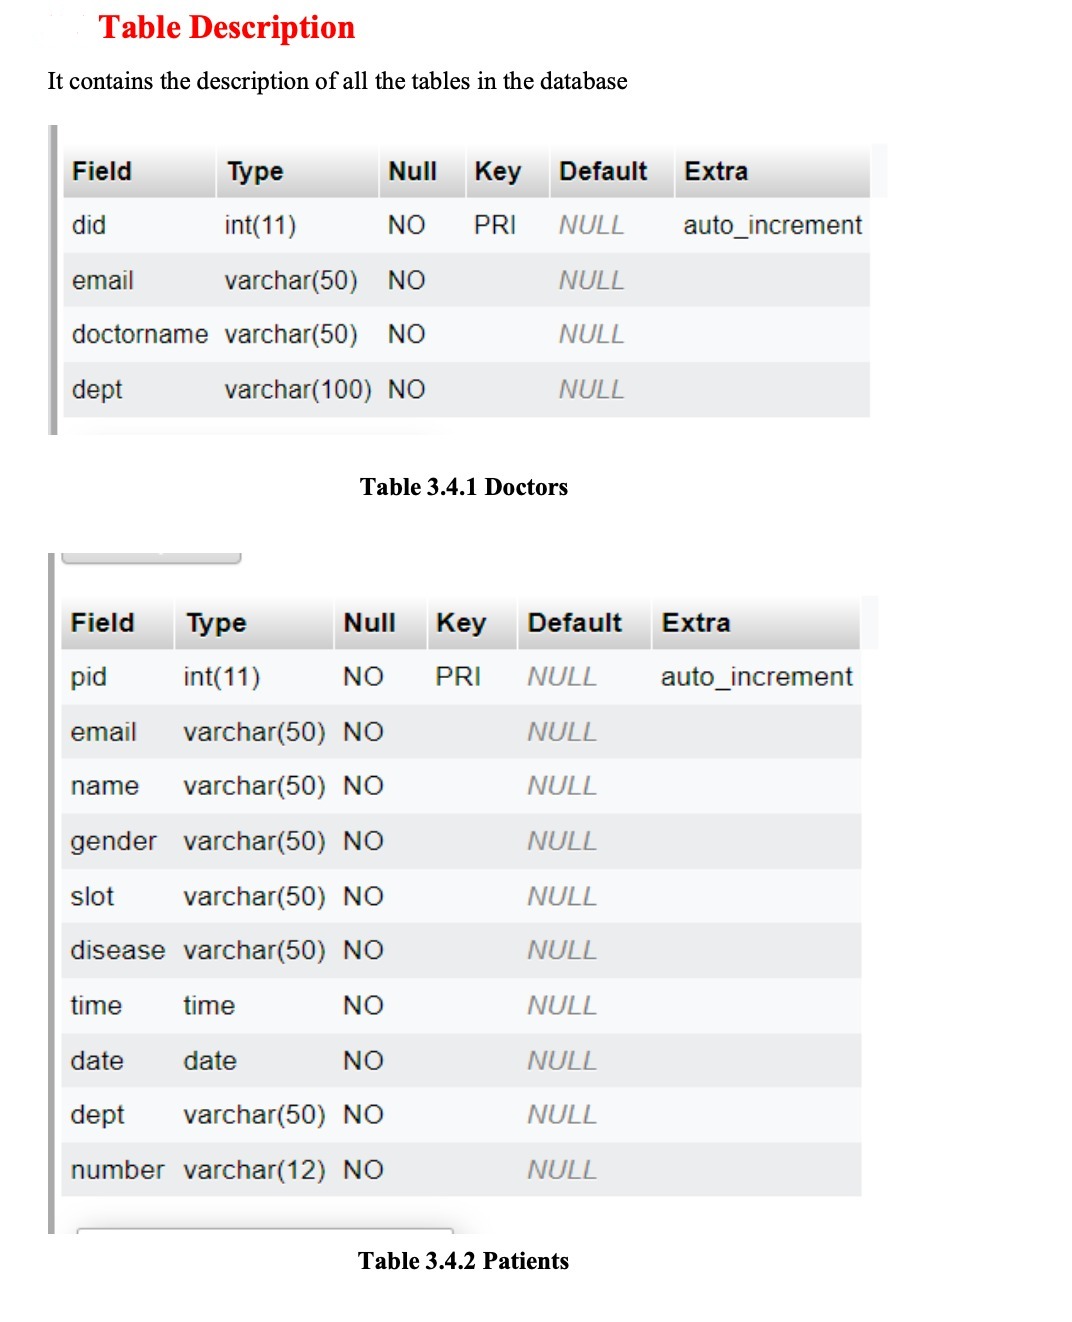 Table Description
It contains the description of all the tables in the database
Field Type Null Key Default Extra
did int(11) NO PRI NULL auto_increment
email varchar(50) NO NULL
doctorname varchar(50) NO NULL
dept varchar(100) NO NULL
Table 3.4.1 Doctors
Field Type Null Key Default Extra
pid int(11) NO PRI NULL auto_increment
email varchar(50) NO NULL
name varchar(50) NO NULL
gender varchar(50) NO NULL
slot varchar(50) NO NULL
disease varchar(50) NO NULL
time time NO NULL
date date NO NULL
dept varchar(50) NO NULL
number varchar(12) NO NULL
Table 3.4.2 Patients